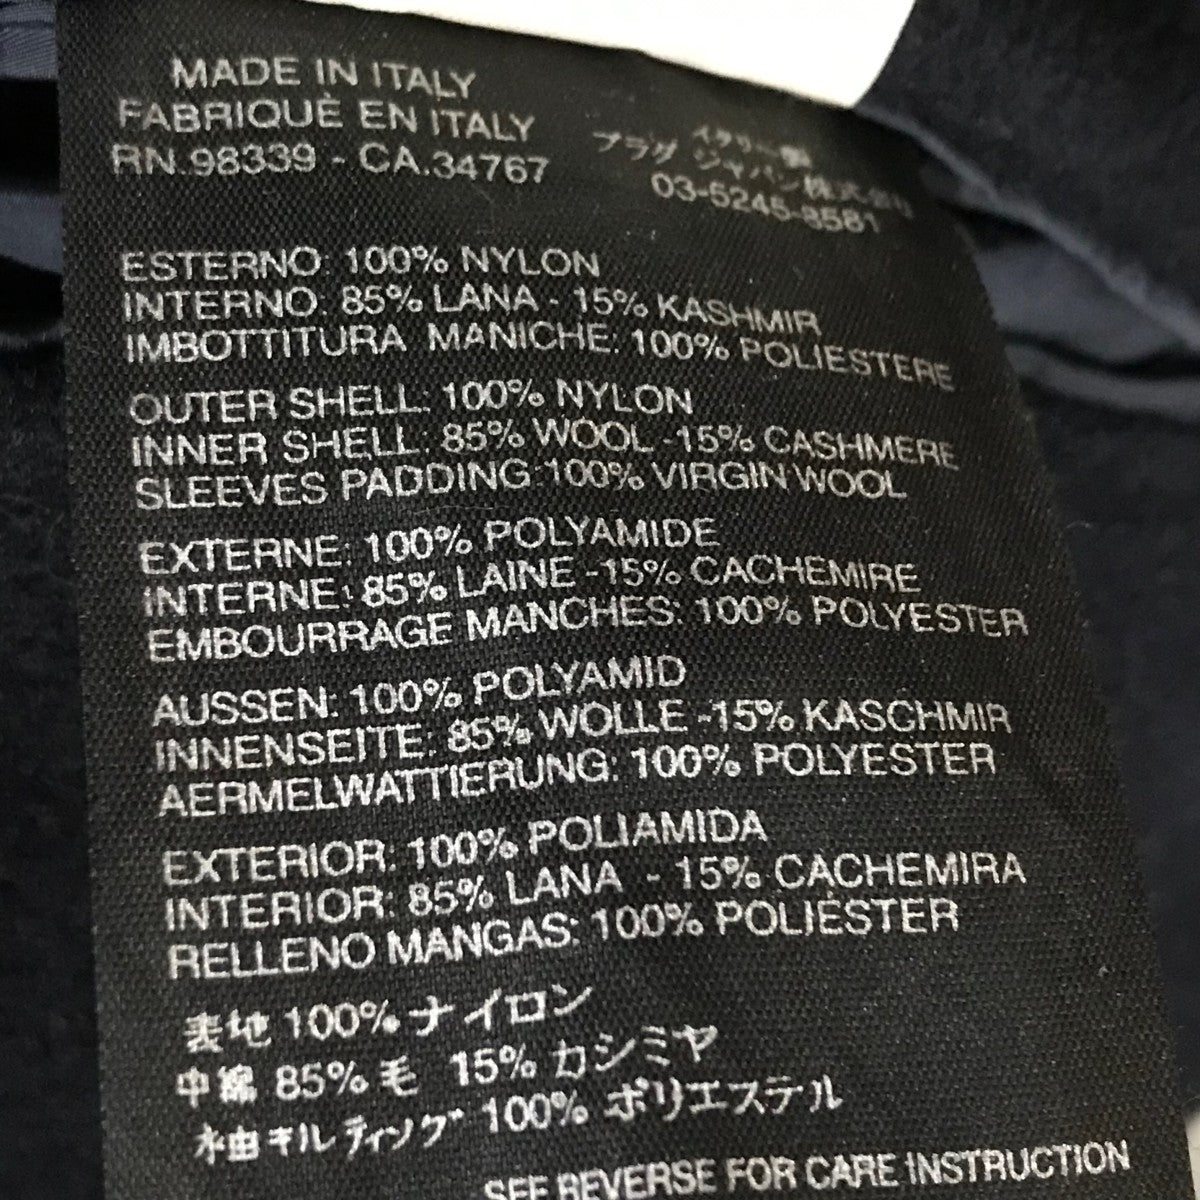 MADE IN ITALY
FABRIQUÈ EN ITALY
RN.98339 - CA.34767
イタリー製
プラダ ジャパン株式会社
03-5245-8581
ESTERNO: 100% NYLON
INTERNO: 85% LANA - 15% KASHMIR
IMBOTTITURA MANICHE: 100% POLIESTERE
OUTER SHELL: 100% NYLON
INNER SHELL: 85% WOOL -15% CASHMERE
SLEEVES PADDING:100% VIRGIN WOOL
EXTERNE: 100% POLYAMIDE
INTERNE: 85% LAINE -15% CACHEMIRE
EMBOURRAGE MANCHES: 100% POLYESTER
AUSSEN: 100% POLYAMID
INNENSEITE: 85% WOLLE -15% KASCHMIR
AERMELWATTIERUNG: 100% POLYESTER
EXTERIOR: 100% POLIAMIDA
INTERIOR: 85% LANA - 15% CACHEMIRA
RELLENO MANGAS: 100% POLIÉSTER
表地 100% ナイロン
中綿 85% 毛 15% カシミヤ
袖キルティング 100% ポリエステル
SEE REVERSE FOR CARE INSTRUCTION